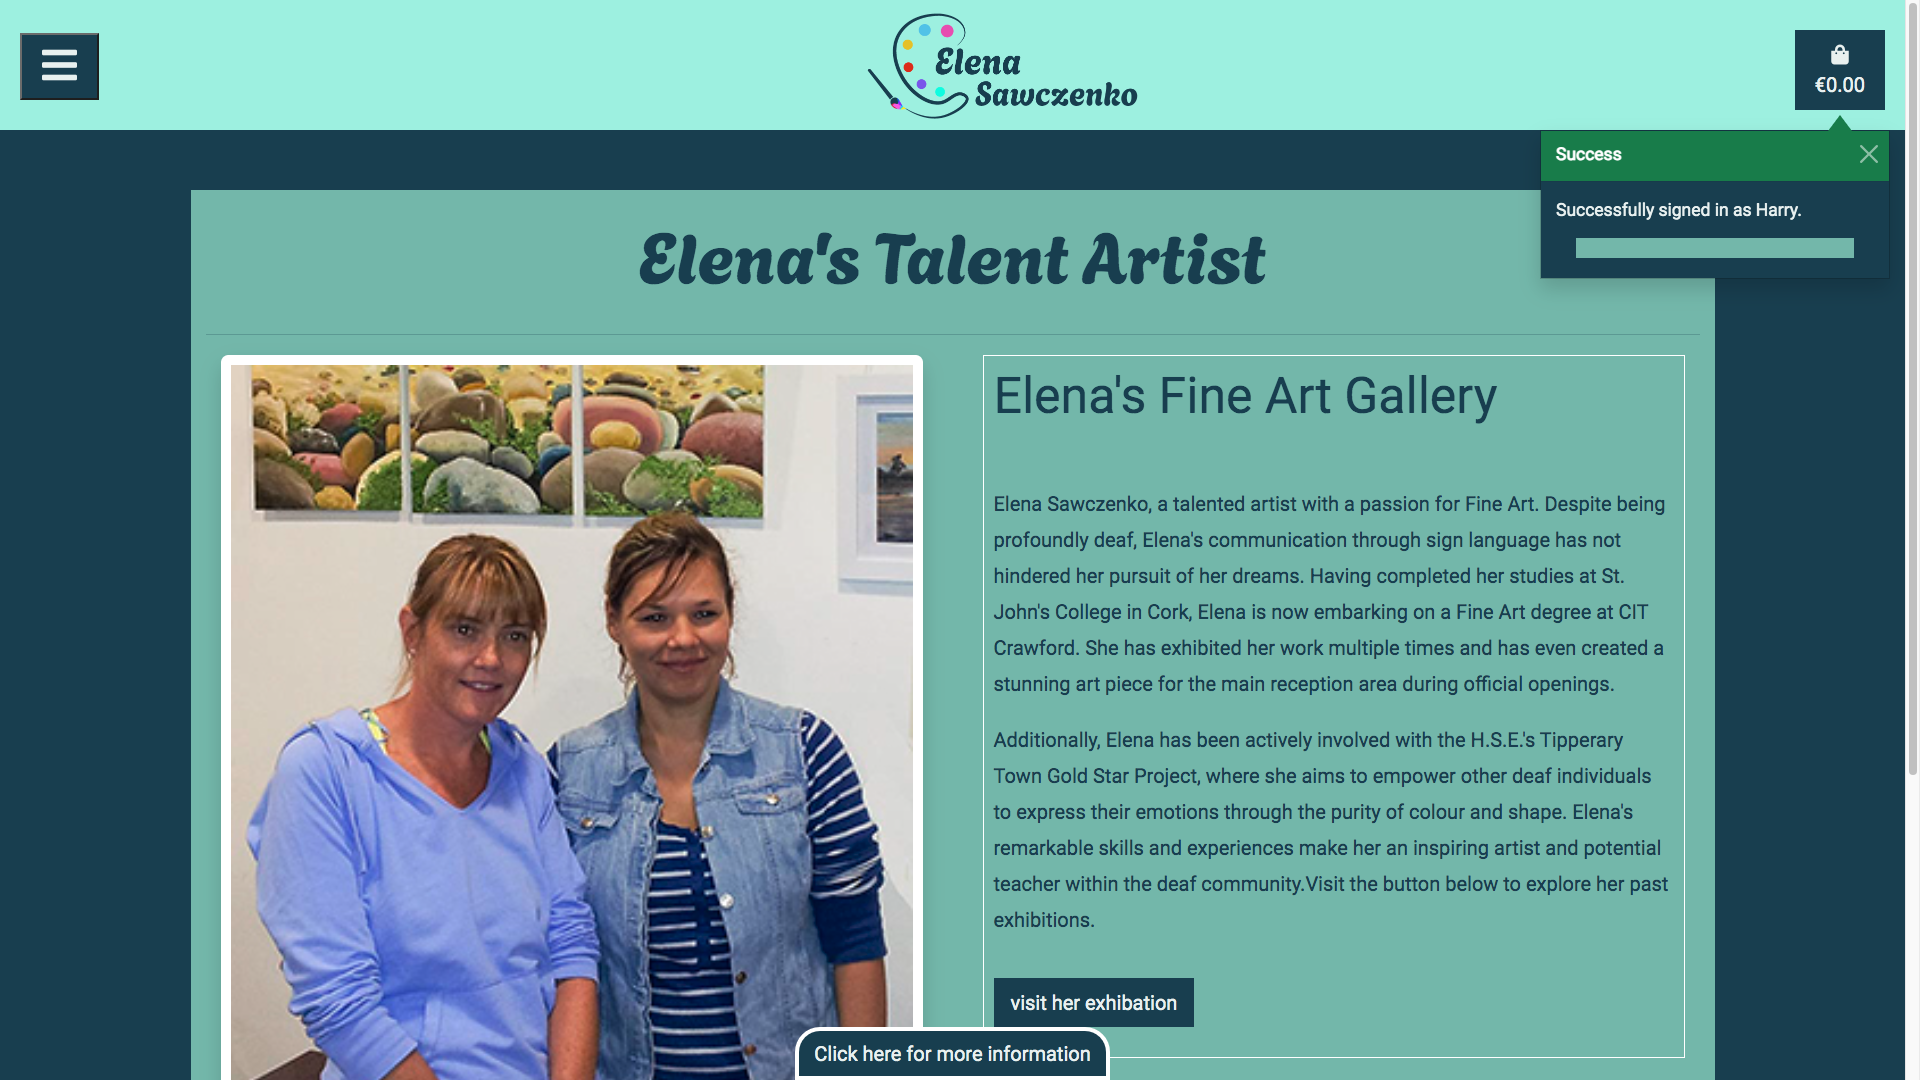 Elena
Sawczenko
€0.00
Success
Successfully signed in as Harry.
Elena's Talent Artist
Elena's Fine Art Gallery
Elena Sawczenko, a talented artist with a passion for Fine Art. Despite being
profoundly deaf, Elena's communication through sign language has not
hindered her pursuit of her dreams. Having completed her studies at St.
John's College in Cork, Elena is now embarking on a Fine Art degree at CIT
Crawford. She has exhibited her work multiple times and has even created a
stunning art piece for the main reception area during official openings.
Additionally, Elena has been actively involved with the H.S.E.'s Tipperary
Town Gold Star Project, where she aims to empower other deaf individuals
to express their emotions through the purity of colour and shape. Elena's
remarkable skills and experiences make her an inspiring artist and potential
teacher within the deaf community.Visit the button below to explore her past
exhibitions.
visit her exhibation
Click here for more information